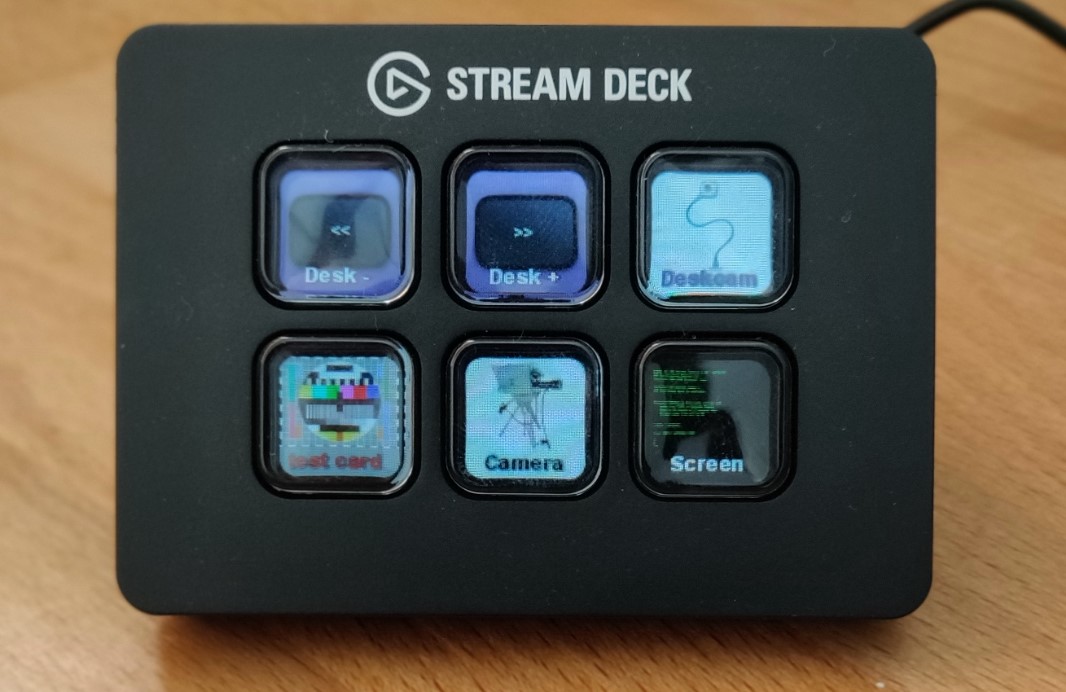 STREAM DECK
<<
Desk -
>>
Desk +
Deskcam
test card
Camera
Screen